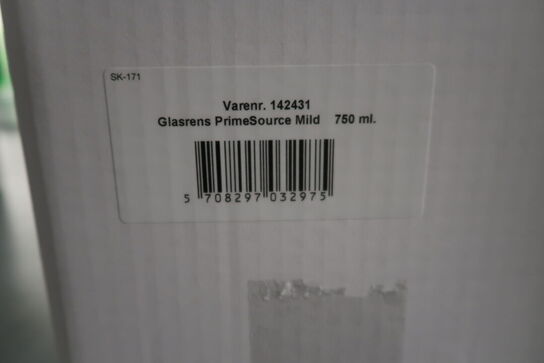 SK-171
Varenr. 142431
Glasrens PrimeSource Mild 750 ml.
5 708297 032975